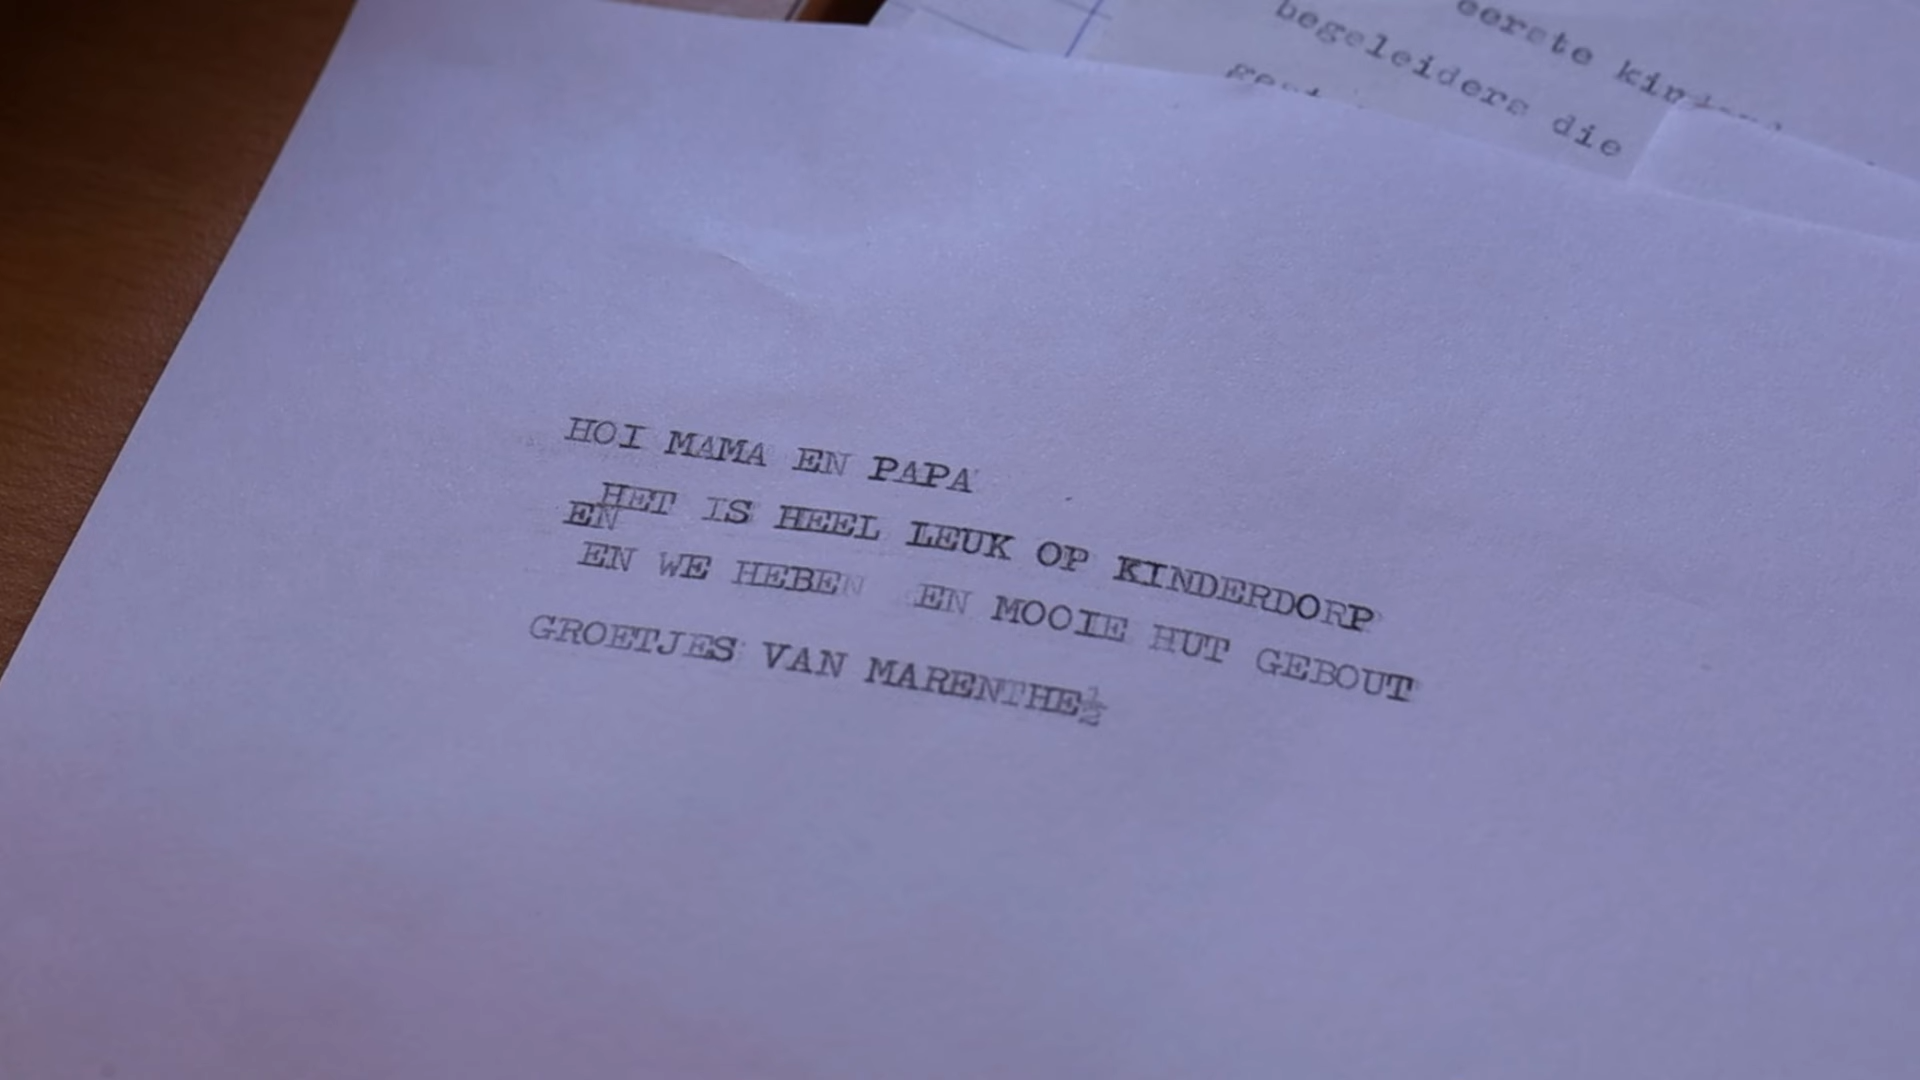 eerste
begeleiders die
HOI MAMA EN PAPA
HET IS HEEL LEUK OP KINDERDORP
EN
EN WE HEBEN EN MOOIE HUT GEBOUT
GROETJES VAN MARENTHE½